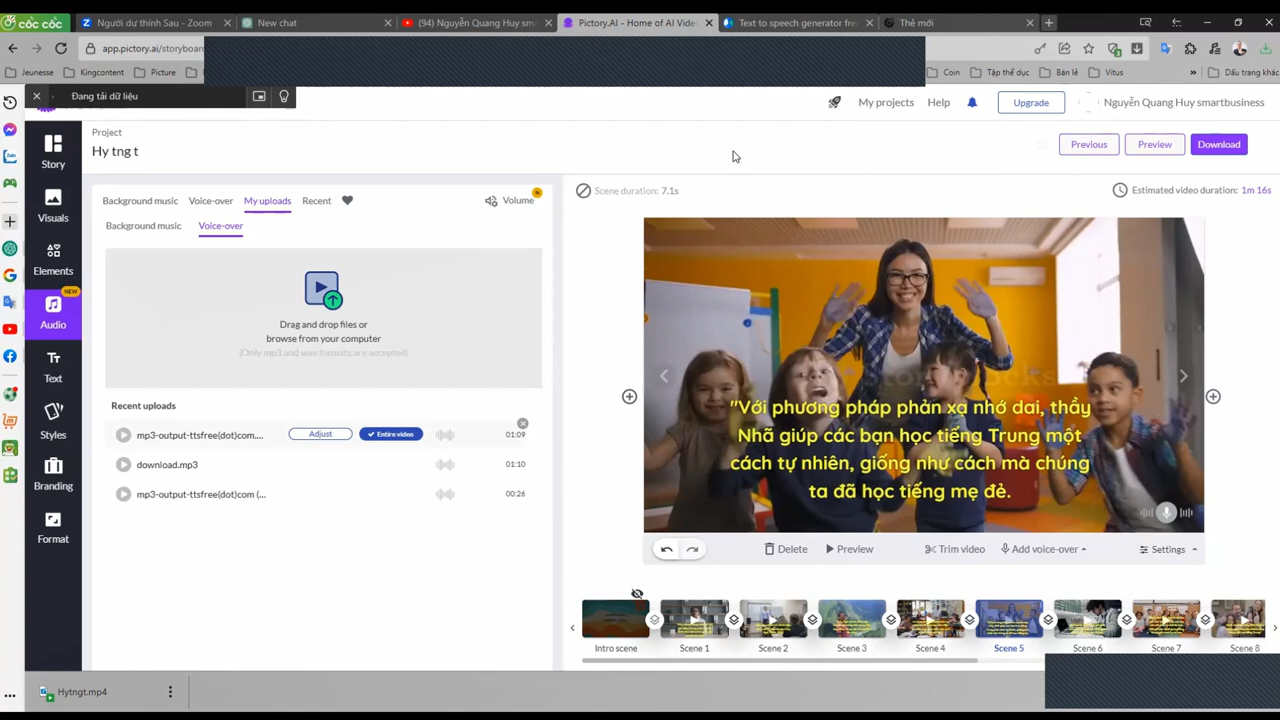 cốc cốc
Người dự thính Sau - Zoom
New chat
(94) Nguyễn Quang Huy sma
Pictory.AI - Home of AI Video
Text to speech generator fre
Thẻ mới
app.pictory.ai/storyboard
Jeunesse
Kingcontent
Picture
Coin
Tập thể dục
Bán lẻ
Vitus
Dấu trang khác
Đang tải dữ liệu
My projects
Help
Upgrade
Nguyễn Quang Huy smartbusiness
Project
Hy tng t
Previous
Preview
Download
Story
Visuals
Elements
NEW
Audio
Text
Styles
Branding
Format
Background music
Voice-over
My uploads
Recent
Volume
N
Background music
Voice-over
Drag and drop files or
browse from your computer
(Only mp3 and wav formats are accepted)
Recent uploads
mp3-output-ttsfree(dot)com....
Adjust
Entire video
01:09
download.mp3
01:10
mp3-output-ttsfree(dot)com (...
00:26
Scene duration: 7.1s
Estimated video duration: 1m 16s
"Với phương pháp phản xạ nhớ dai, thầy
Nhã giúp các bạn học tiếng Trung một
cách tự nhiên, giống như cách mà chúng
ta đã học tiếng mẹ đẻ.
Delete
Preview
Trim video
Add voice-over
Settings
Intro scene
Scene 1
Scene 2
Scene 3
Scene 4
Scene 5
Scene 6
Scene 7
Scene 8
Hytngt.mp4